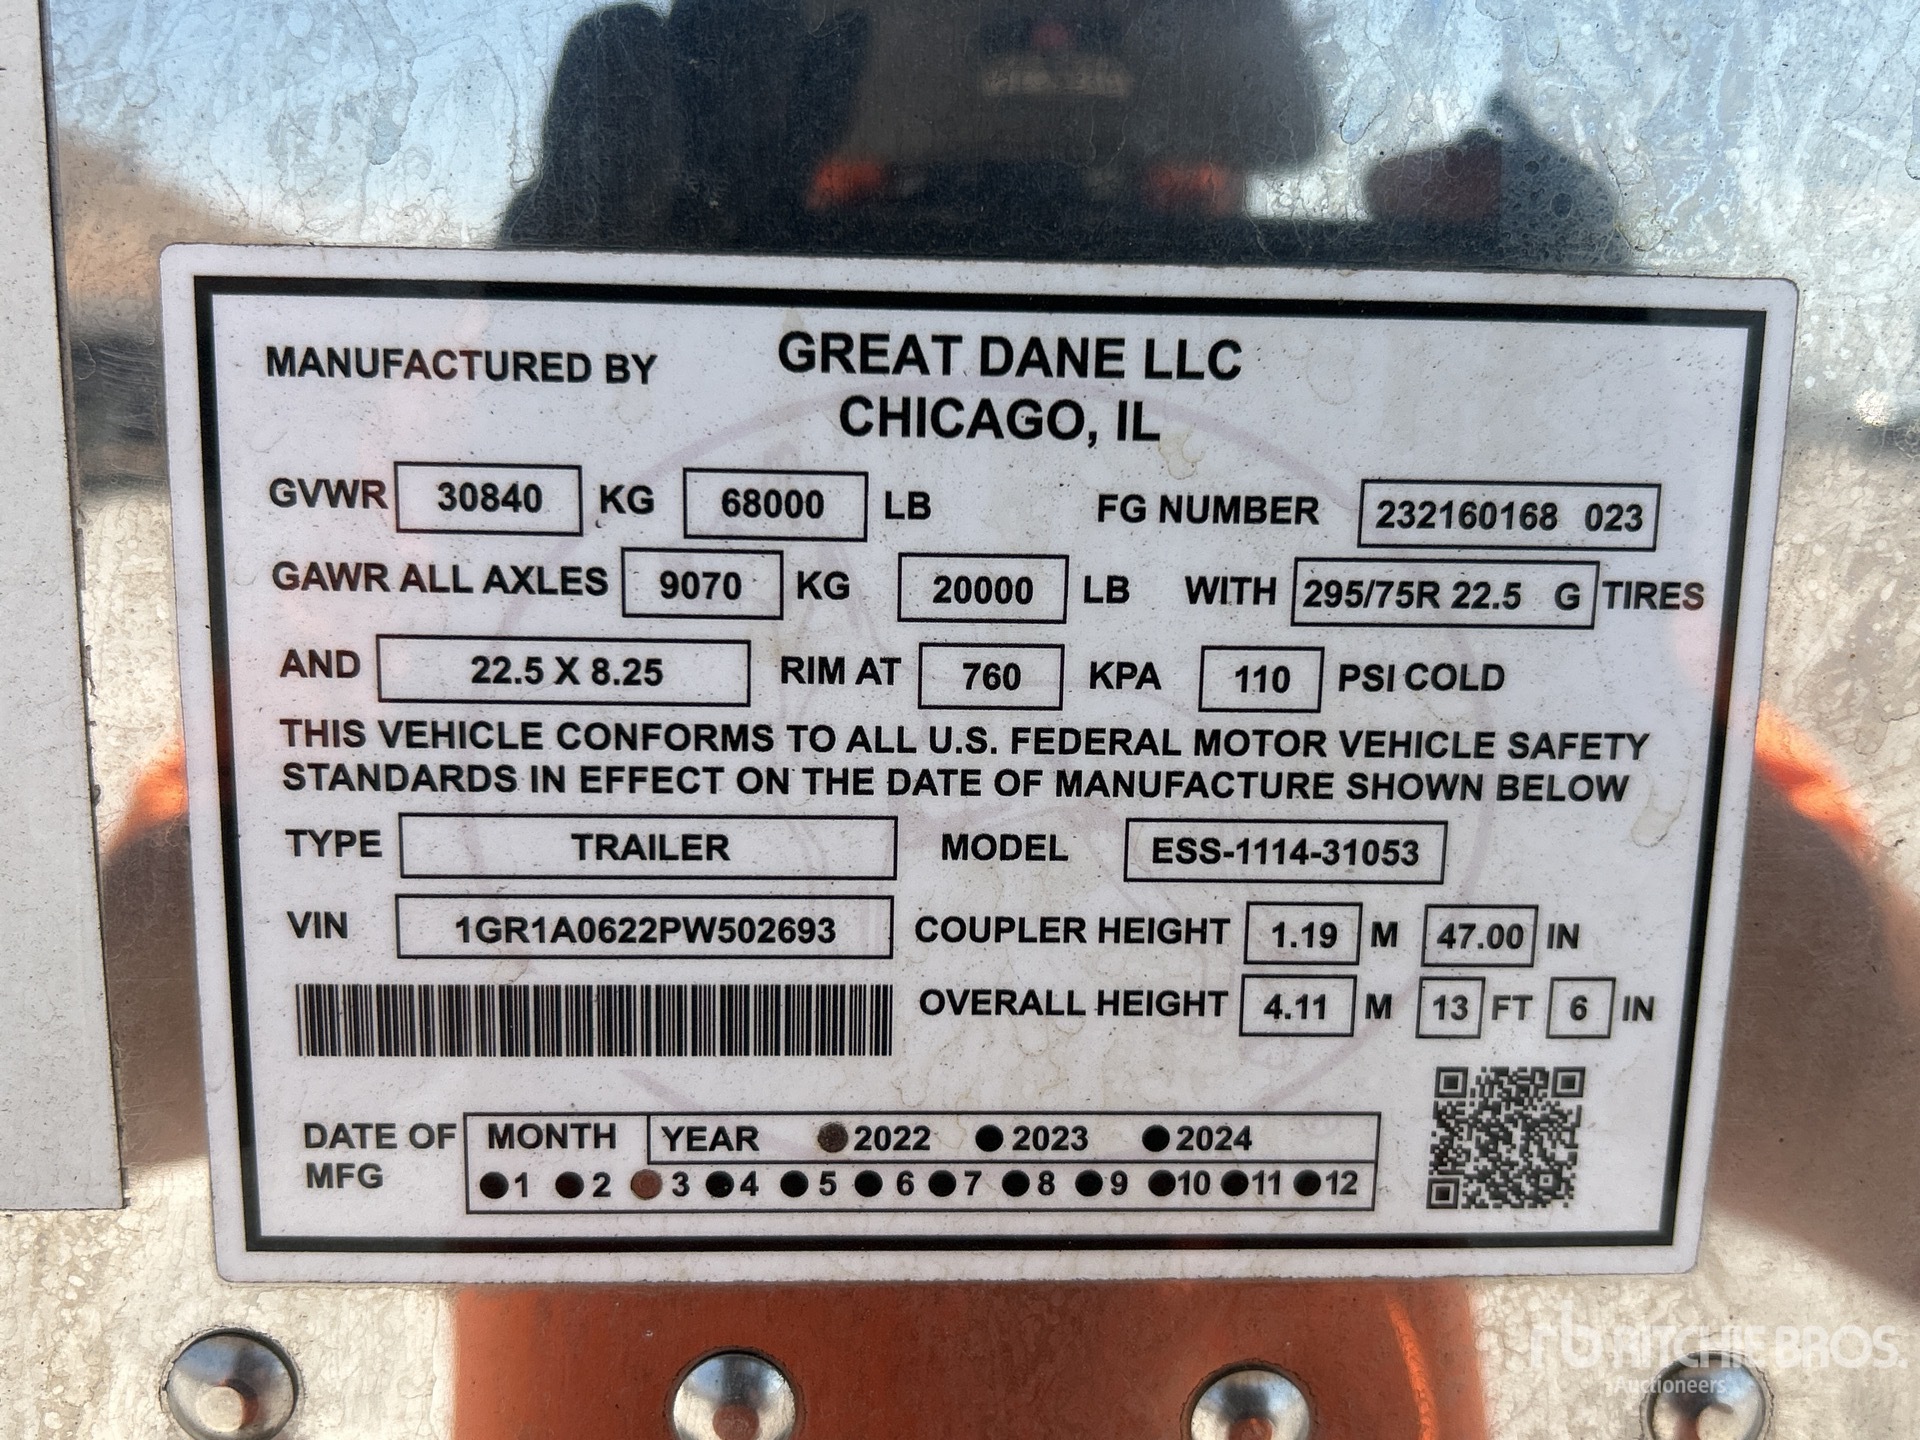 MANUFACTURED BY GREAT DANE LLC
CHICAGO, IL
GVWR 30840 KG 68000 LB FG NUMBER 232160168 023
GAWR ALL AXLES 9070 KG 20000 LB WITH 295/75R 22.5 G TIRES
AND 22.5 X 8.25 RIM AT 760 KPA 110 PSI COLD
THIS VEHICLE CONFORMS TO ALL U.S. FEDERAL MOTOR VEHICLE SAFETY
STANDARDS IN EFFECT ON THE DATE OF MANUFACTURE SHOWN BELOW
TYPE TRAILER MODEL ESS-1114-31053
VIN 1GR1A0622PW502693 COUPLER HEIGHT 1.19 M 47.00 IN
OVERALL HEIGHT 4.11 M 13 FT 6 IN
DATE OF MFG MONTH YEAR 2022 2023 2024
1 2 3 4 5 6 7 8 9 10 11 12
rb RITCHIE BROS.
Auctioneers